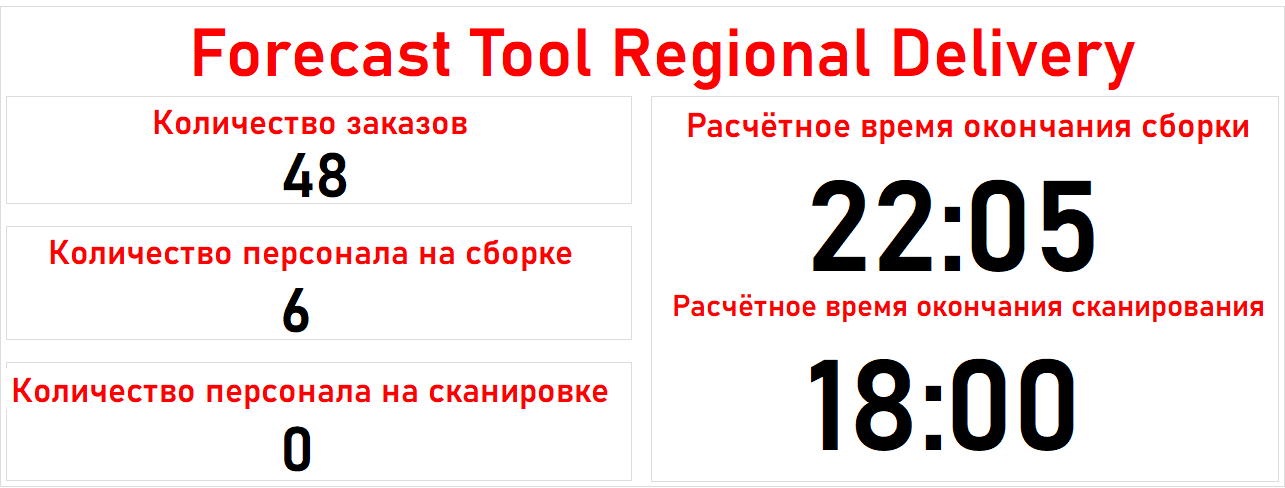 Forecast Tool Regional Delivery
Количество заказов
48
Количество персонала на сборке
6
Количество персонала на сканировке
0
Расчётное время окончания сборки
22:05
Расчётное время окончания сканирования
18:00